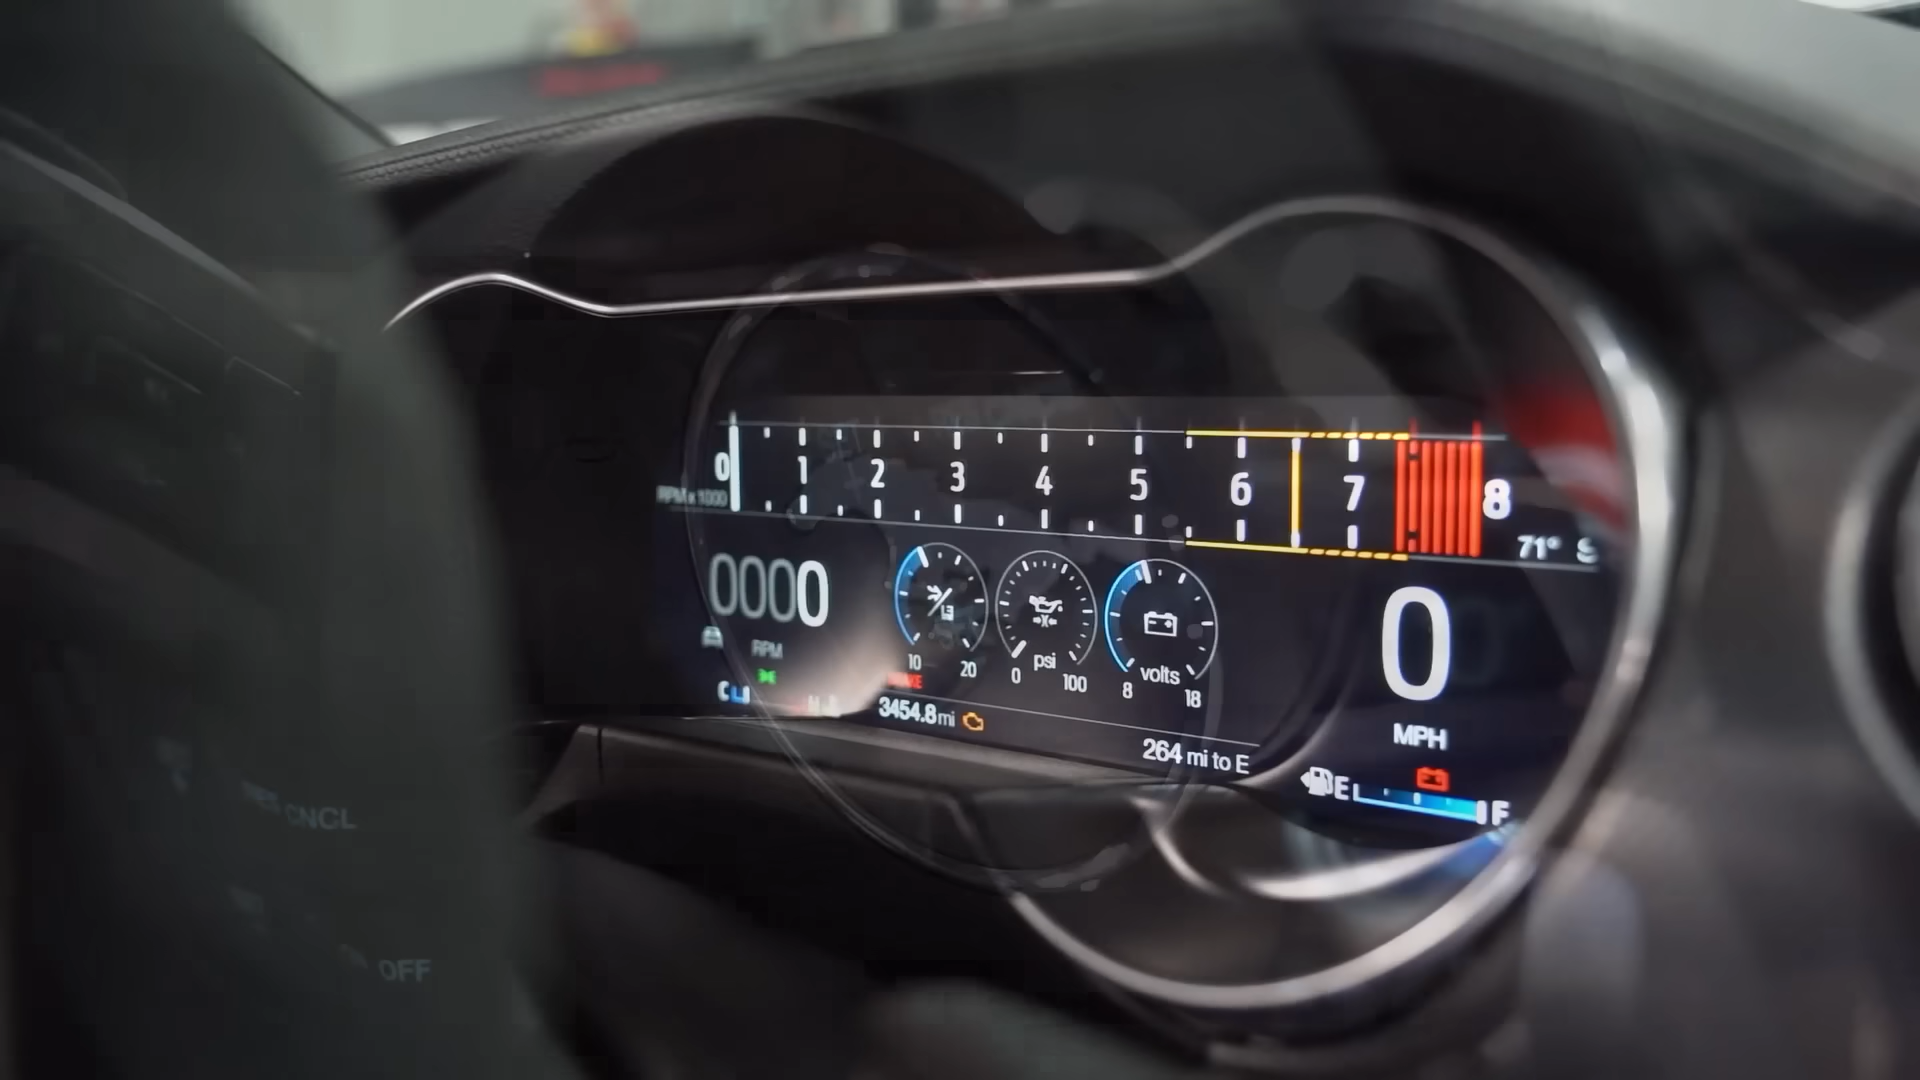 0 1 2 3 4 5 6 7 8
RPM x 1000
71° S
0000
RPM
10 20
0 psi 100
8 volts 18
0
MPH
C
3454.8 mi
264 mi to E
E F
CNCL
OFF